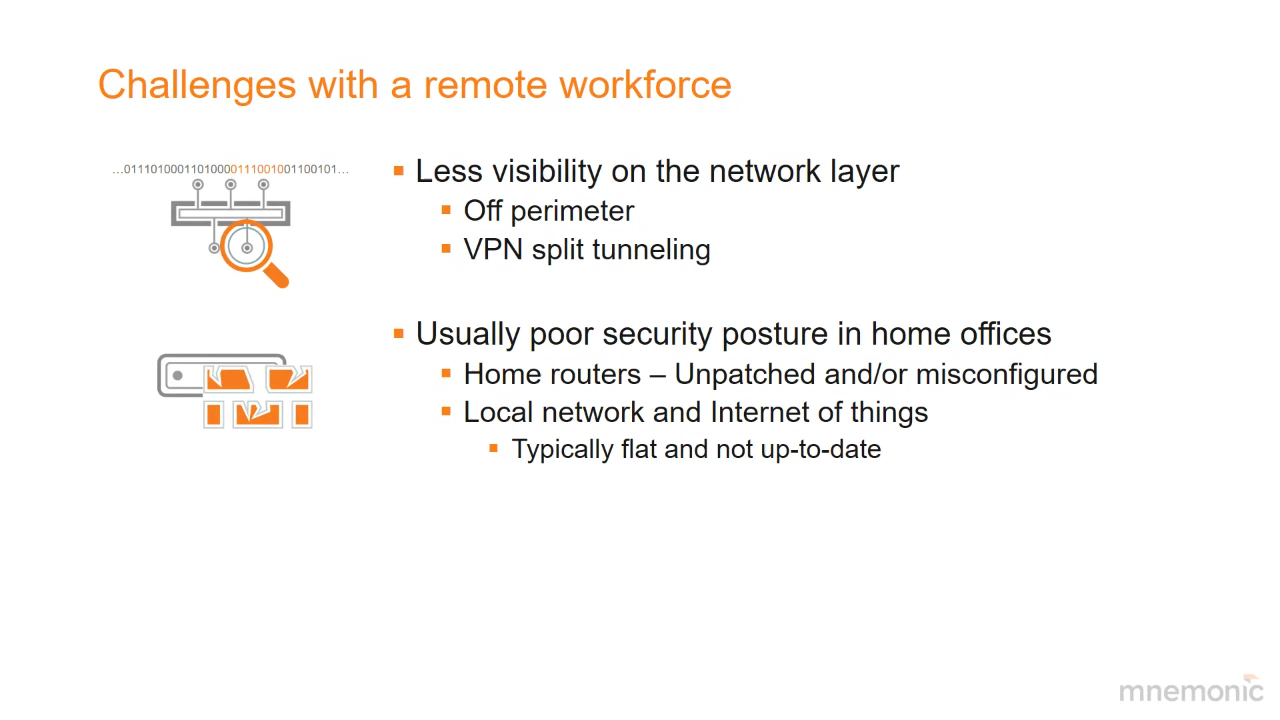 Challenges with a remote workforce
...0111010001101000011100100110010​1...
Less visibility on the network layer
Off perimeter
VPN split tunneling
Usually poor security posture in home offices
Home routers – Unpatched and/or misconfigured
Local network and Internet of things
Typically flat and not up-to-date
mnemonic